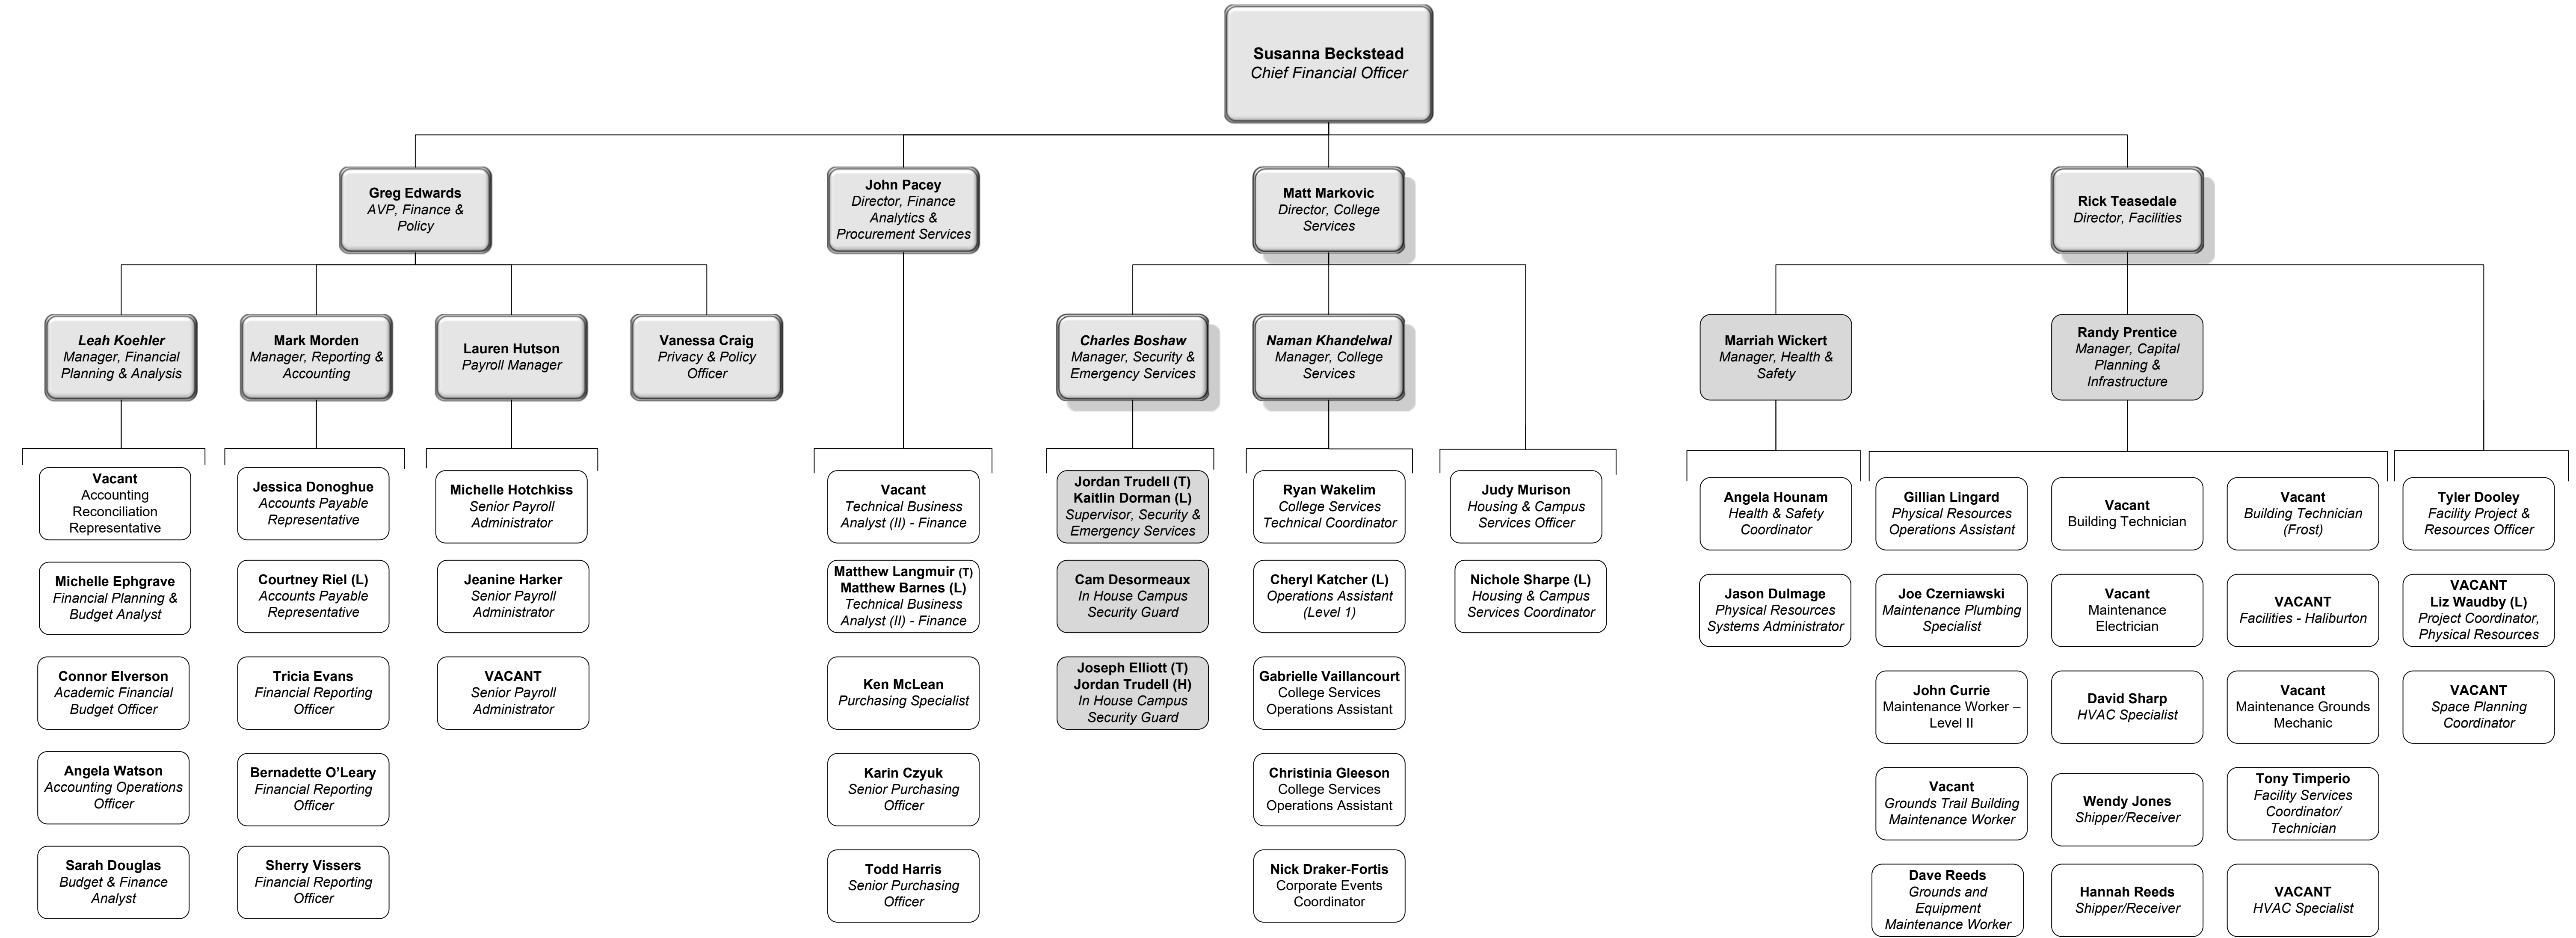 Susanna Beckstead
Chief Financial Officer
Greg Edwards
AVP, Finance &
Policy
John Pacey
Director, Finance
Analytics &
Procurement Services
Matt Markovic
Director, College
Services
Rick Teasedale
Director, Facilities
Leah Koehler
Manager, Financial
Planning & Analysis
Mark Morden
Manager, Reporting &
Accounting
Lauren Hutson
Payroll Manager
Vanessa Craig
Privacy & Policy
Officer
Charles Boshaw
Manager, Security &
Emergency Services
Naman Khandelwal
Manager, College
Services
Marriah Wickert
Manager, Health &
Safety
Randy Prentice
Manager, Capital
Planning &
Infrastructure
Vacant
Accounting
Reconciliation
Representative
Michelle Ephgrave
Financial Planning &
Budget Analyst
Connor Elverson
Academic Financial
Budget Officer
Angela Watson
Accounting Operations
Officer
Sarah Douglas
Budget & Finance
Analyst
Jessica Donoghue
Accounts Payable
Representative
Courtney Riel (L)
Accounts Payable
Representative
Tricia Evans
Financial Reporting
Officer
Bernadette O’Leary
Financial Reporting
Officer
Sherry Vissers
Financial Reporting
Officer
Michelle Hotchkiss
Senior Payroll
Administrator
Jeanine Harker
Senior Payroll
Administrator
VACANT
Senior Payroll
Administrator
Vacant
Technical Business
Analyst (II) - Finance
Matthew Langmuir (T)
Matthew Barnes (L)
Technical Business
Analyst (II) - Finance
Ken McLean
Purchasing Specialist
Karin Czyuk
Senior Purchasing
Officer
Todd Harris
Senior Purchasing
Officer
Jordan Trudell (T)
Kaitlin Dorman (L)
Supervisor, Security &
Emergency Services
Cam Desormeaux
In House Campus
Security Guard
Joseph Elliott (T)
Jordan Trudell (H)
In House Campus
Security Guard
Ryan Wakelim
College Services
Technical Coordinator
Cheryl Katcher (L)
Operations Assistant
(Level 1)
Gabrielle Vaillancourt
College Services
Operations Assistant
Christinia Gleeson
College Services
Operations Assistant
Nick Draker-Fortis
Corporate Events
Coordinator
Judy Murison
Housing & Campus
Services Officer
Nichole Sharpe (L)
Housing & Campus
Services Coordinator
Angela Hounam
Health & Safety
Coordinator
Jason Dulmage
Physical Resources
Systems Administrator
Gillian Lingard
Physical Resources
Operations Assistant
Joe Czerniawski
Maintenance Plumbing
Specialist
John Currie
Maintenance Worker –
Level II
Vacant
Grounds Trail Building
Maintenance Worker
Dave Reeds
Grounds and
Equipment
Maintenance Worker
Vacant
Building Technician
Vacant
Maintenance
Electrician
David Sharp
HVAC Specialist
Wendy Jones
Shipper/Receiver
Hannah Reeds
Shipper/Receiver
Vacant
Building Technician
(Frost)
VACANT
Facilities - Haliburton
Vacant
Maintenance Grounds
Mechanic
Tony Timperio
Facility Services
Coordinator/
Technician
VACANT
HVAC Specialist
Tyler Dooley
Facility Project &
Resources Officer
VACANT
Liz Waudby (L)
Project Coordinator,
Physical Resources
VACANT
Space Planning
Coordinator